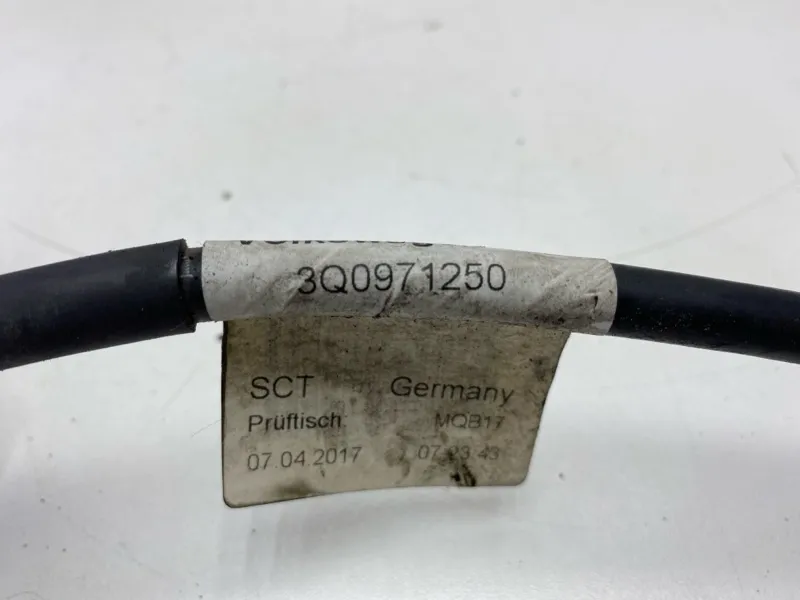 3Q0971250
SCT Germany
Prüftisch: MQB17
07.04.2017 / 07:23:43